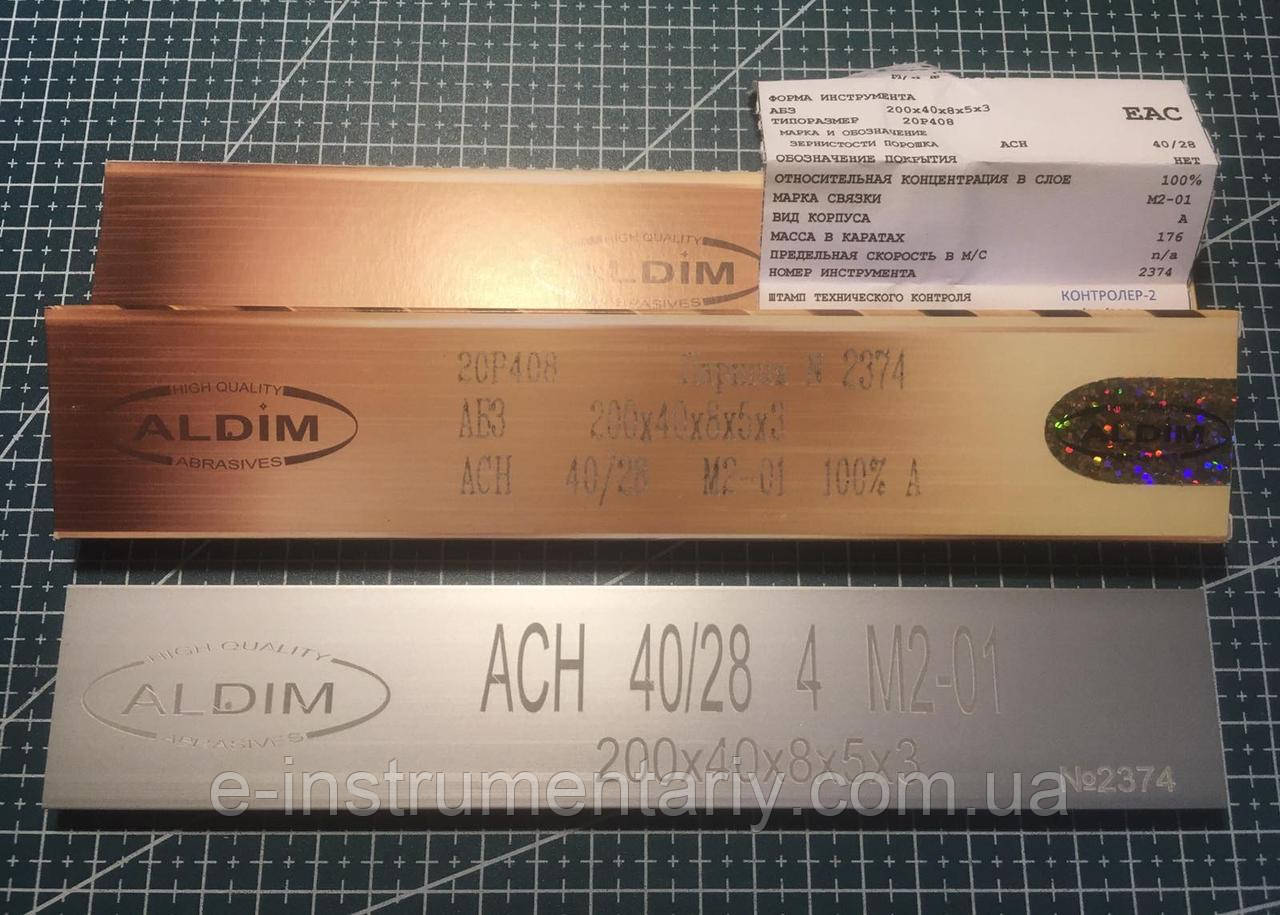 ФОРМА ИНСТРУМЕНТА
АБЗ 200x40x8x5x3
ТИПОРАЗМЕР 20Р408
EAC
МАРКА И ОБОЗНАЧЕНИЕ
ЗЕРНИСТОСТИ ПОРОШКА АСН 40/28
ОБОЗНАЧЕНИЕ ПОКРЫТИЯ НЕТ
ОТНОСИТЕЛЬНАЯ КОНЦЕНТРАЦИЯ В СЛОЕ 100%
МАРКА СВЯЗКИ М2-01
ВИД КОРПУСА А
МАССА В КАРАТАХ 176
ПРЕДЕЛЬНАЯ СКОРОСТЬ В М/С n/a
НОМЕР ИНСТРУМЕНТА 2374
ШТАМП ТЕХНИЧЕСКОГО КОНТРОЛЯ КОНТРОЛЕР-2
HIGH QUALITY
ALDIM
ABRASIVES
HIGH QUALITY
ALDIM
ABRASIVES
20Р408 N 2374
АБЗ 200x40x8x5x3
АСН 40/28 М2-01 100% А
ALDIM
HIGH QUALITY
ALDIM
ABRASIVES
АСН 40/28 4 М2-01
200x40x8x5x3
№2374
e-instrumentariy.com.ua